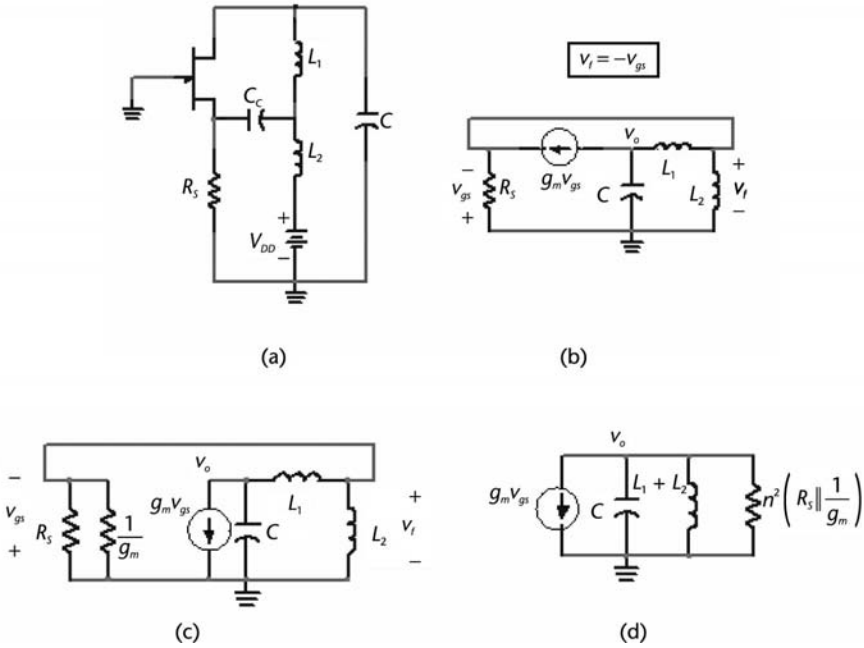 L₁
C_C
C
L₂
R_S
+
V_DD
−
(a)
v_f = −v_gs
v_o
−
g_m v_gs
L₁
+
v_gs
R_S
C
L₂
v_f
+
−
(b)
−
v_o
g_m v_gs
L₁
+
v_gs
R_S
1/g_m
C
L₂
v_f
+
−
(c)
v_o
g_m v_gs
C
L₁ + L₂
n²(R_S ∥ 1/g_m)
(d)